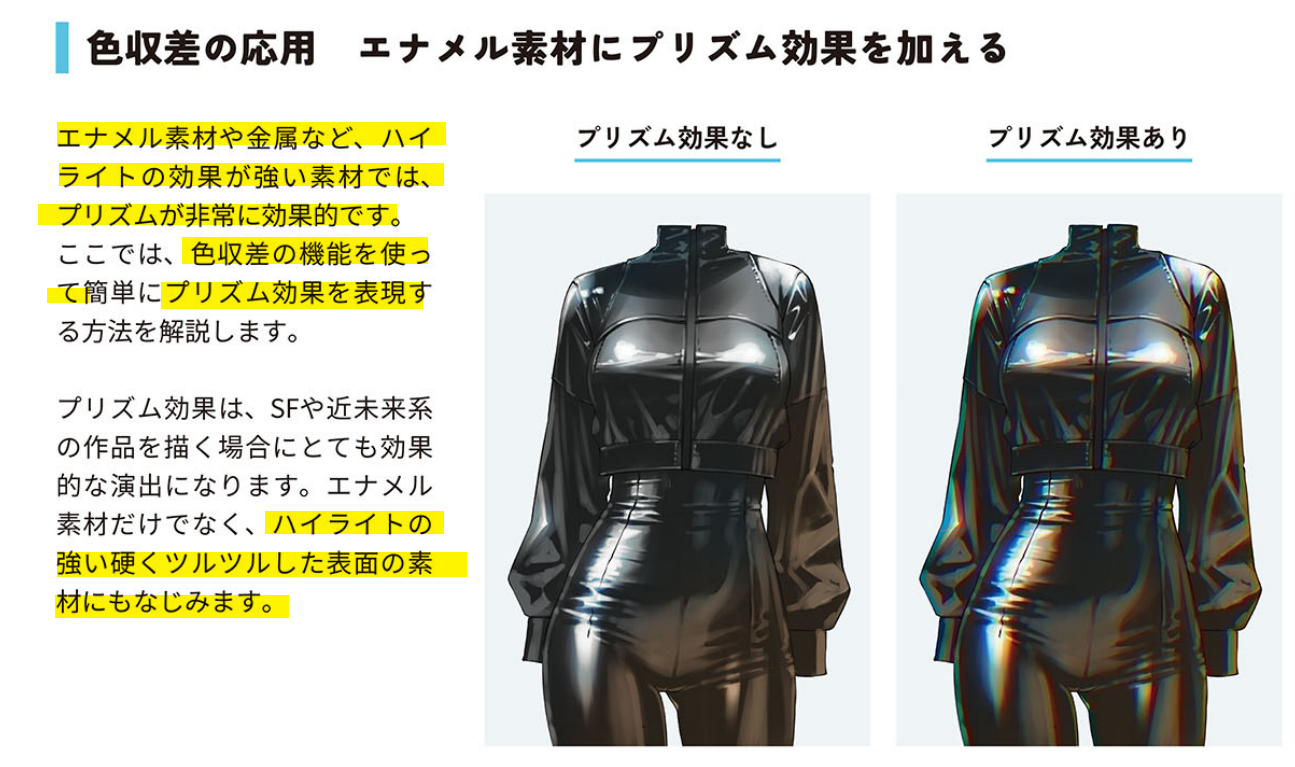 色収差の応用　エナメル素材にプリズム効果を加える
エナメル素材や金属など、ハイ
ライトの効果が強い素材では、
プリズムが非常に効果的です。
ここでは、色収差の機能を使っ
て簡単にプリズム効果を表現す
る方法を解説します。
プリズム効果は、SFや近未来系
の作品を描く場合にとても効果
的な演出になります。エナメル
素材だけでなく、ハイライトの
強い硬くツルツルした表面の素
材にもなじみます。
プリズム効果なし
プリズム効果あり